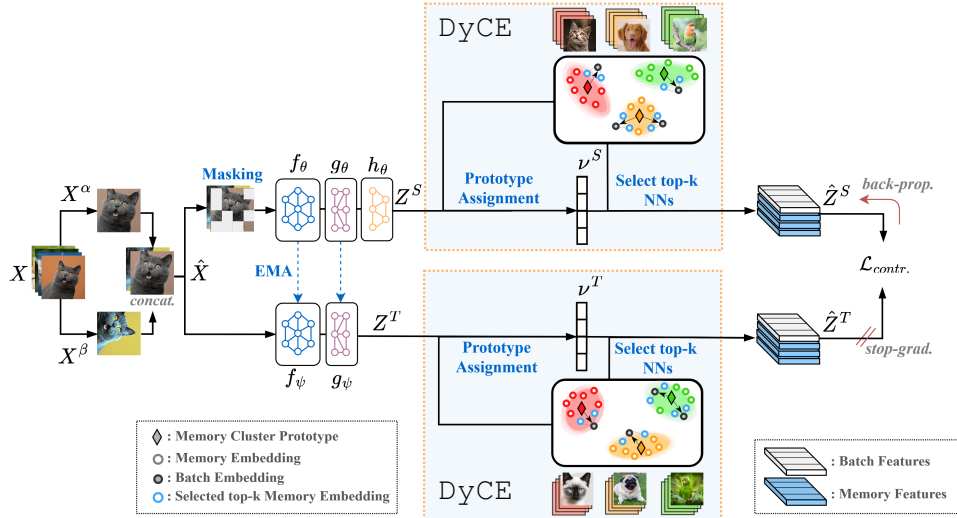 DyCE
X^α
X
X^β
concat.
X̂
Masking
f_θ
g_θ
h_θ
Z^S
EMA
f_ψ
g_ψ
Z^T
Prototype
Assignment
ν^S
Select top-k
NNs
Ẑ^S
back-prop.
L_contr.
Prototype
Assignment
ν^T
Select top-k
NNs
Ẑ^T
stop-grad.
DyCE
: Memory Cluster Prototype
: Memory Embedding
: Batch Embedding
: Selected top-k Memory Embedding
: Batch Features
: Memory Features